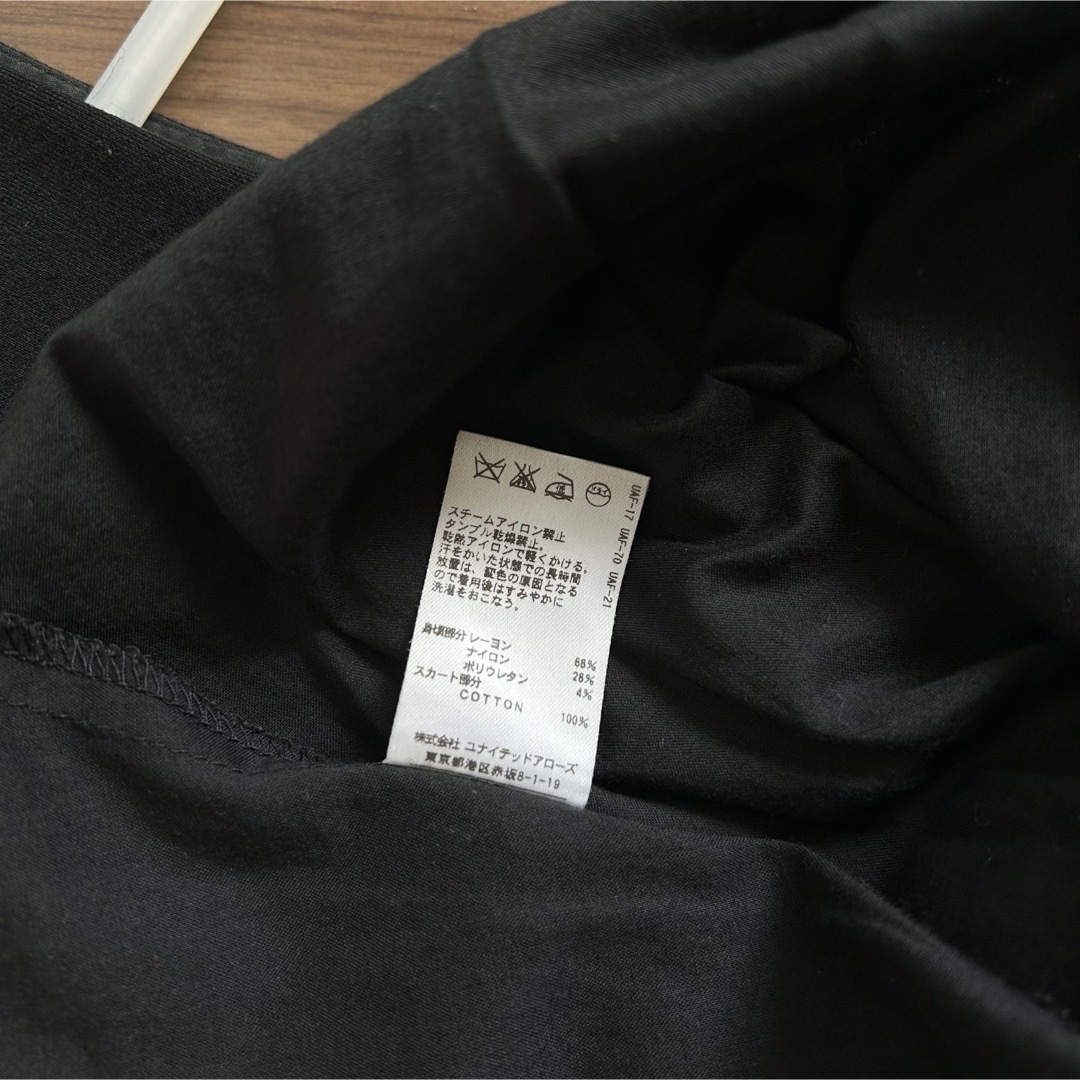 UAF-17 UAF-70 UAF-21
スチームアイロン禁止
タンブル乾燥禁止。
乾熱アイロンで軽くかける。
汗をかいた状態での長時間
放置は、変色の原因となる
ので着用後はすみやかに
洗濯をおこなう。
身頃部分 レーヨン 68%
ナイロン 28%
ポリウレタン 4%
スカート部分
COTTON 100%
株式会社 ユナイテッドアローズ
東京都港区赤坂8-1-19